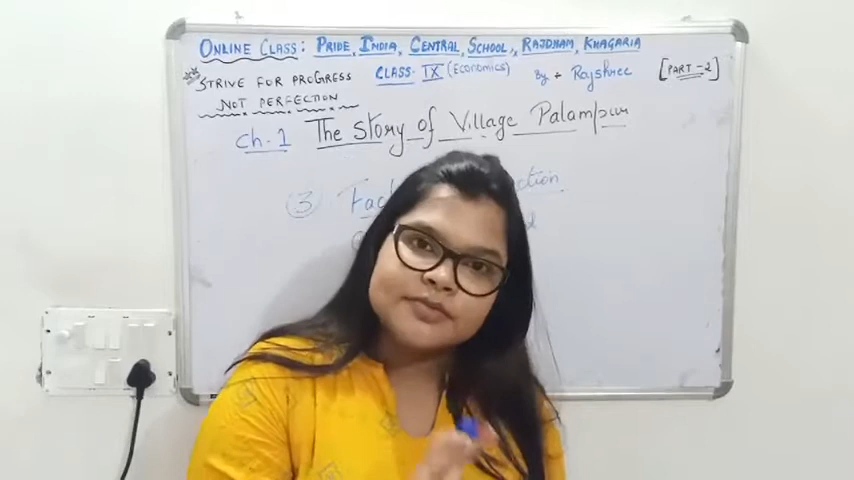 ONLINE CLASS: PRIDE INDIA, CENTRAL SCHOOL, RAJDHAM, KHAGARIA
STRIVE FOR PROGRESS CLASS- IX (Economics) By ÷ Rajshree [PART-2]
NOT PERFECTION
Ch. 1 The Story of Village Palampur
3